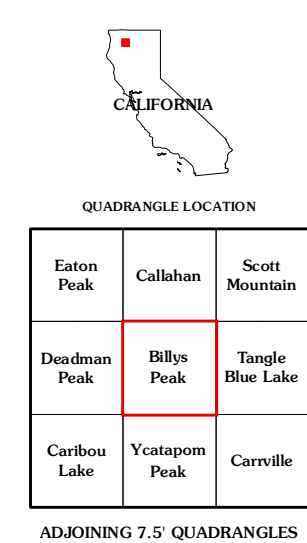 CALIFORNIA
QUADRANGLE LOCATION
Eaton
Peak
Callahan
Scott
Mountain
Deadman
Peak
Billys
Peak
Tangle
Blue Lake
Caribou
Lake
Ycatapom
Peak
Carrville
ADJOINING 7.5' QUADRANGLES